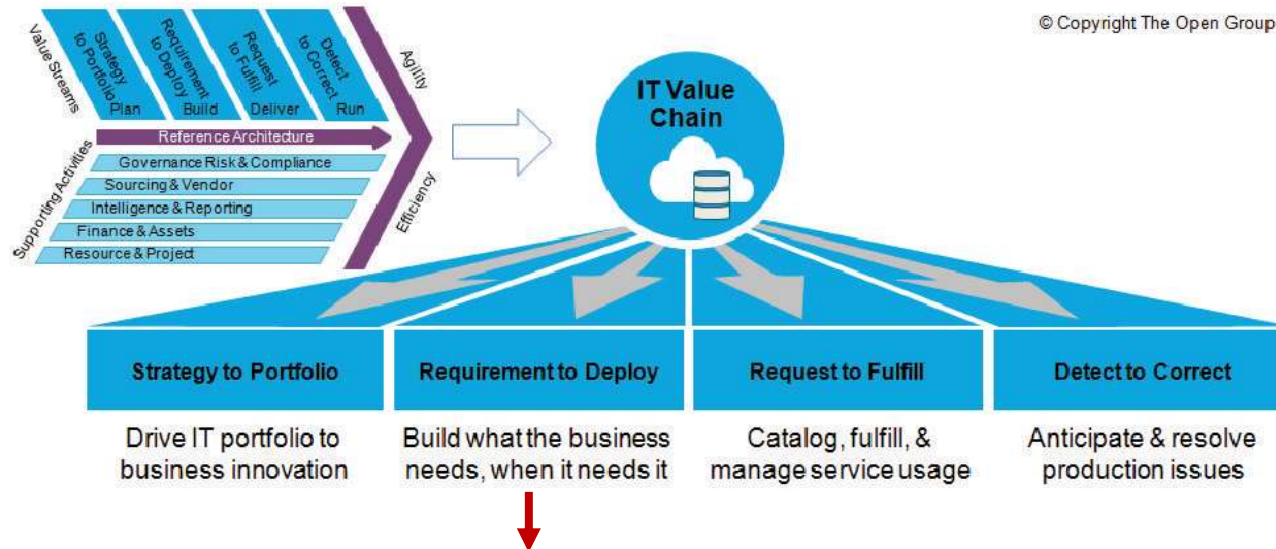 © Copyright The Open Group
Value Streams
Strategy
to Portfolio
Plan
Requirement
to Deploy
Build
Request
to Fulfill
Deliver
Detect
to Correct
Run
Agility
Reference Architecture
Supporting Activities
Governance Risk & Compliance
Sourcing & Vendor
Intelligence & Reporting
Finance & Assets
Resource & Project
Efficiency
IT Value
Chain
Strategy to Portfolio
Drive IT portfolio to
business innovation
Requirement to Deploy
Build what the business
needs, when it needs it
Request to Fulfill
Catalog, fulfill, &
manage service usage
Detect to Correct
Anticipate & resolve
production issues